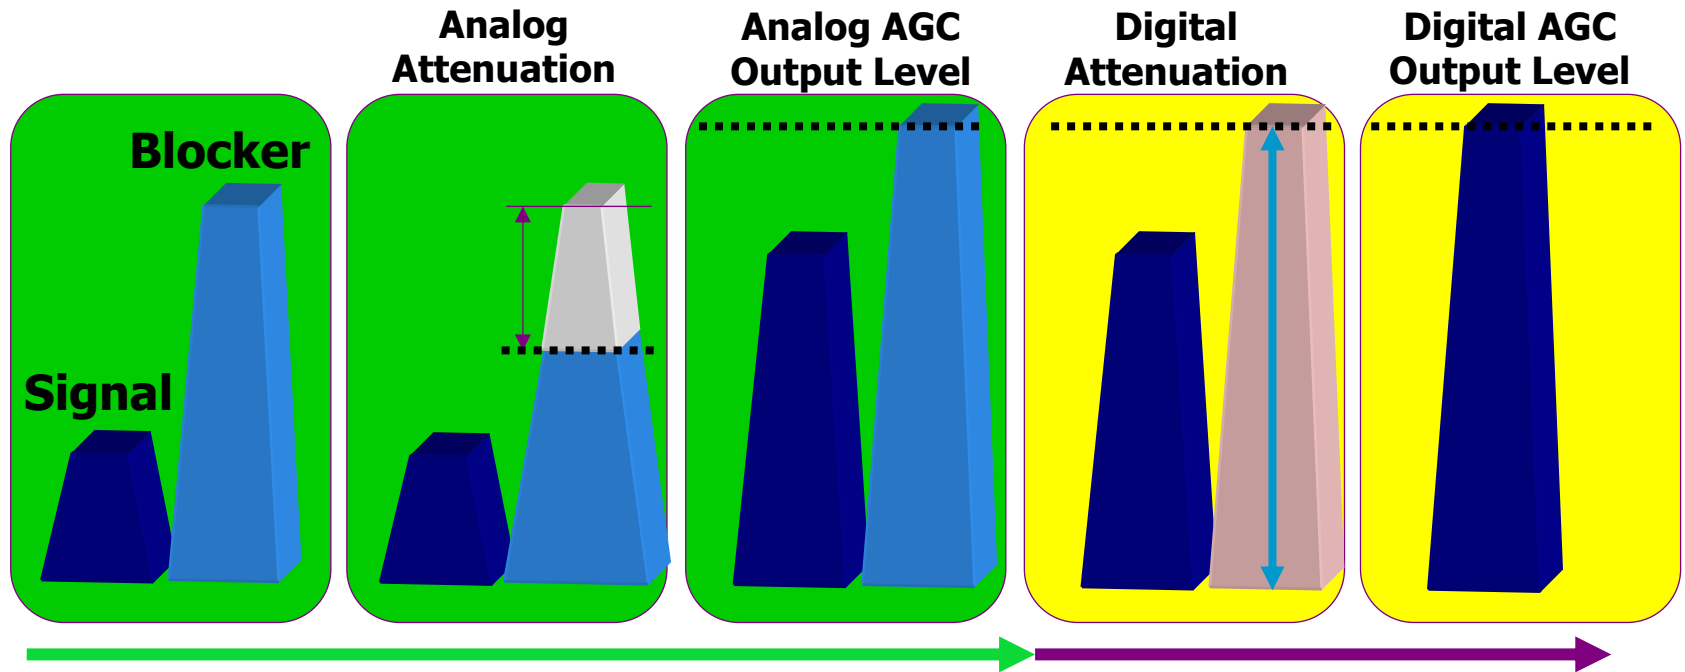 Analog
Attenuation
Analog AGC
Output Level
Digital
Attenuation
Digital AGC
Output Level
Blocker
Signal